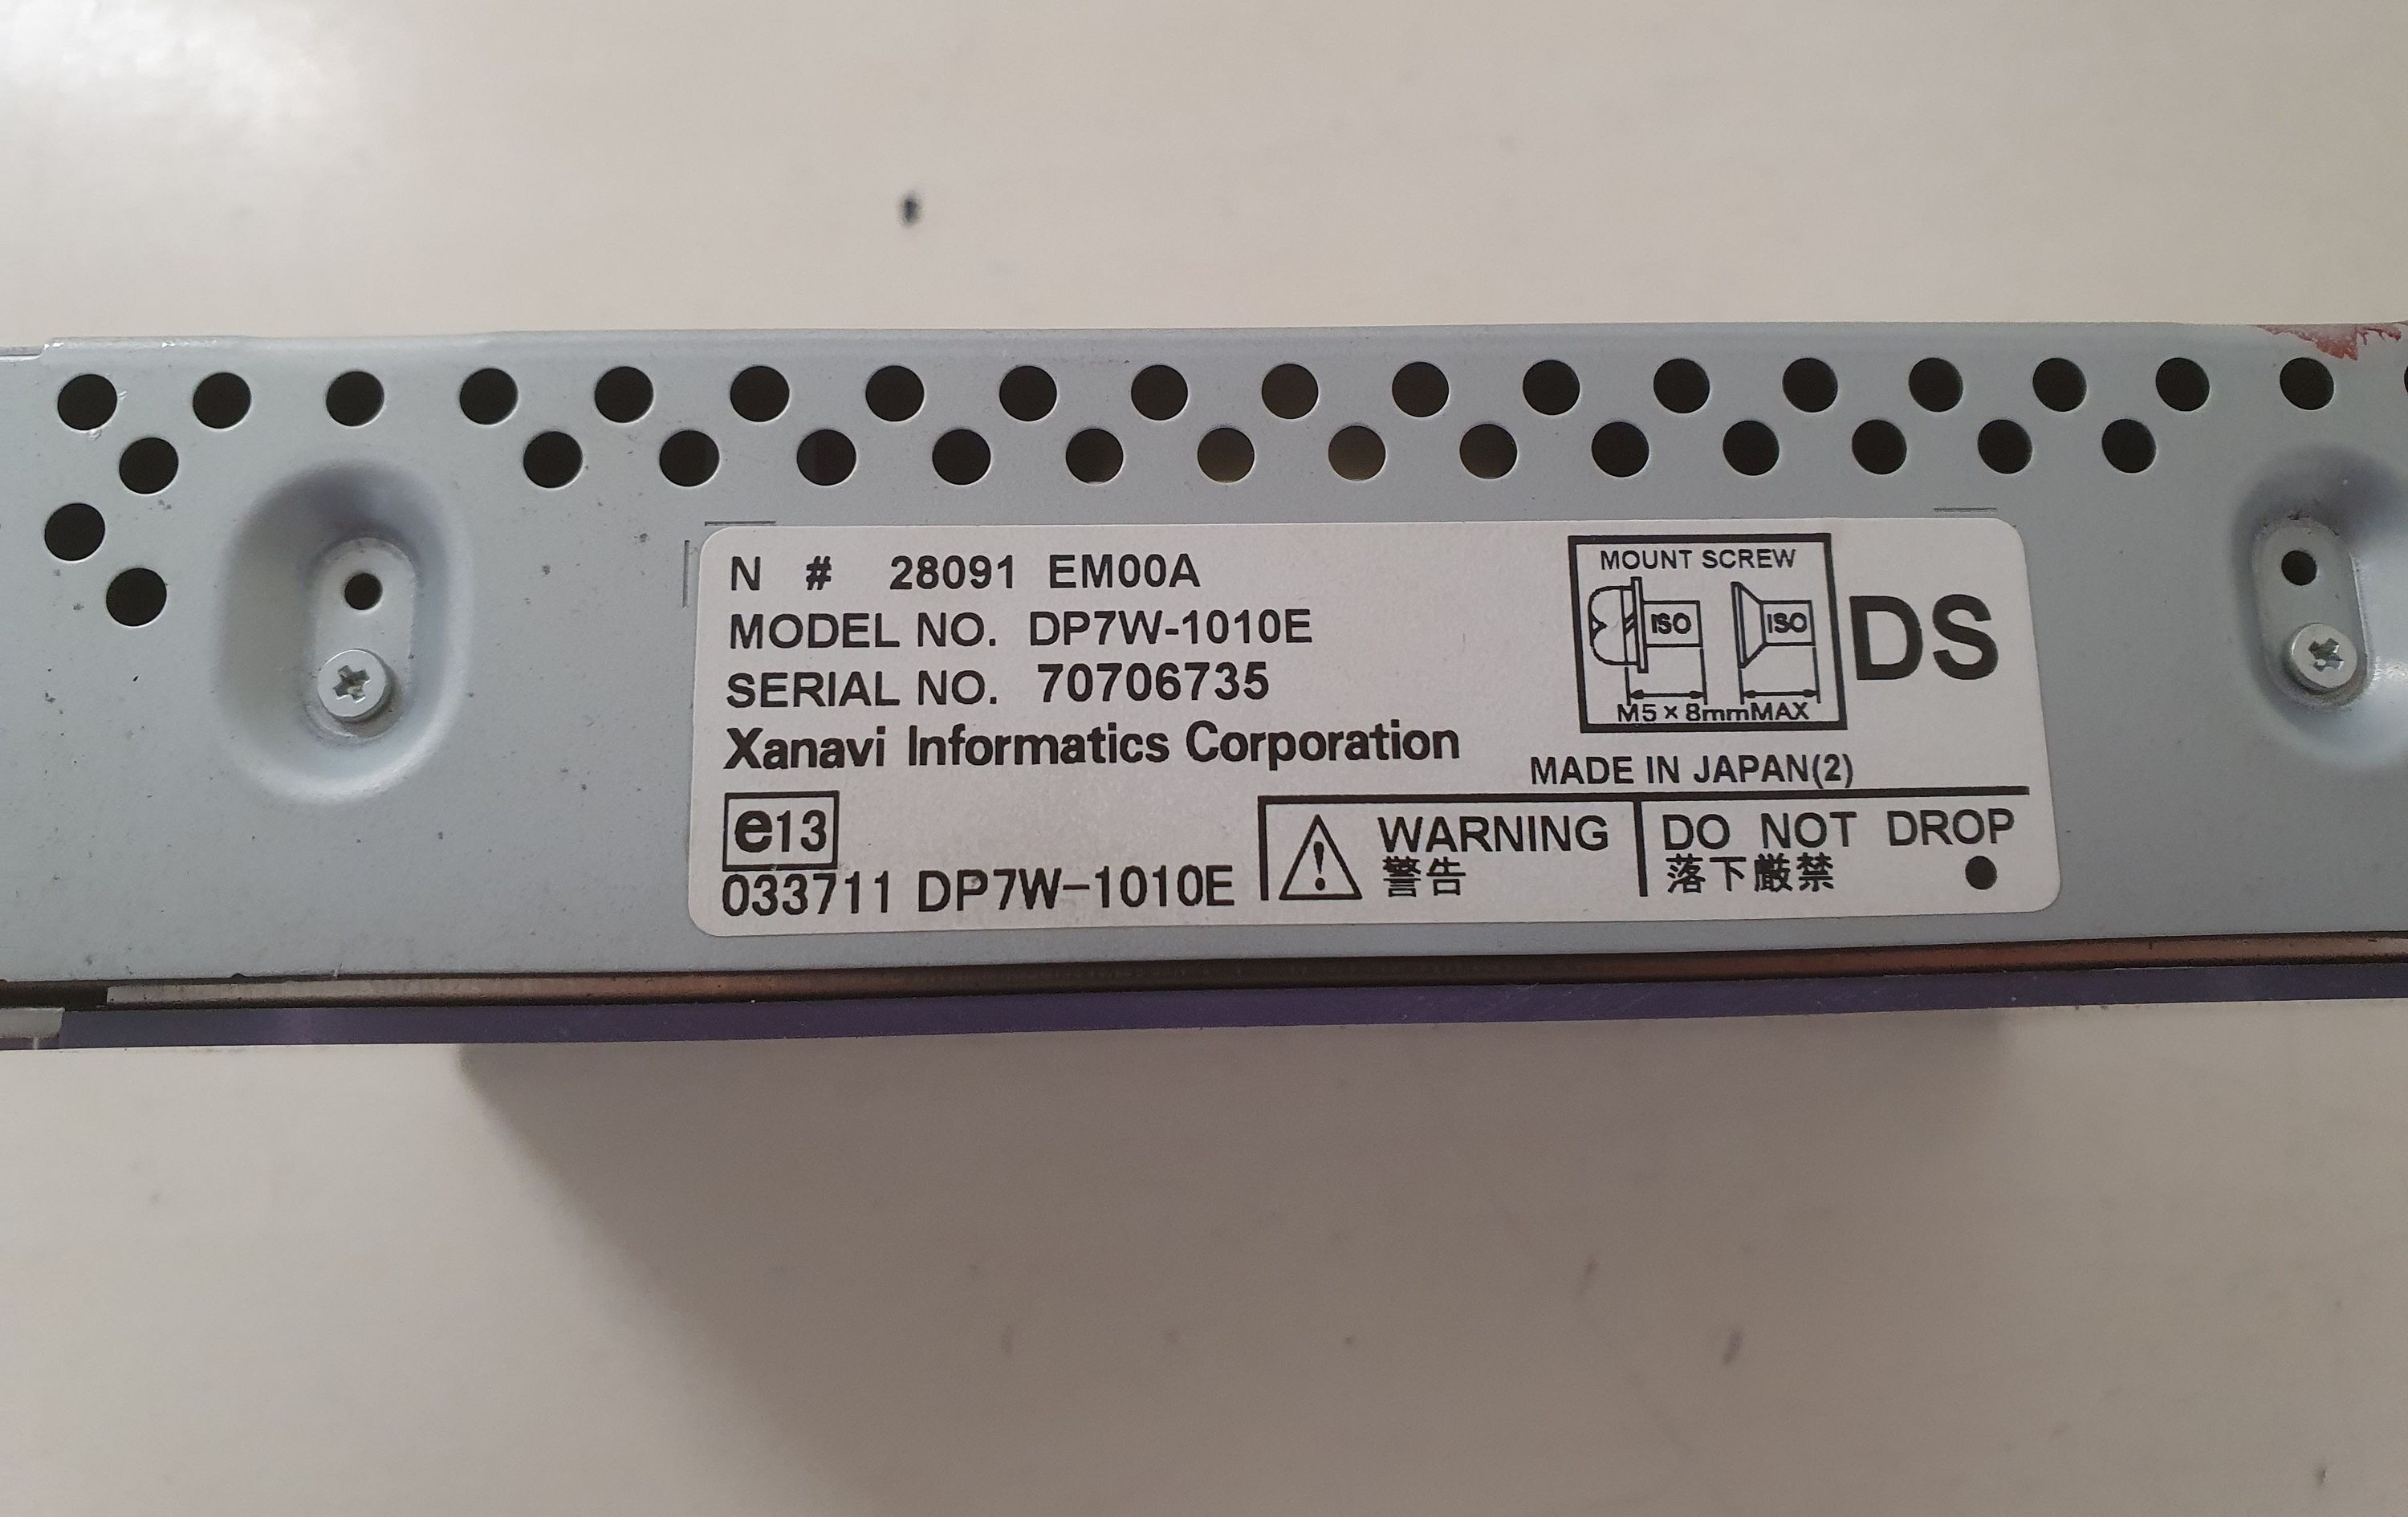 N # 28091 EM00A
MODEL NO. DP7W-1010E
SERIAL NO. 70706735
Xanavi Informatics Corporation
e13
033711 DP7W-1010E
MOUNT SCREW
ISO ISO
M5×8mmMAX
DS
MADE IN JAPAN(2)
WARNING
警告
DO NOT DROP
落下厳禁